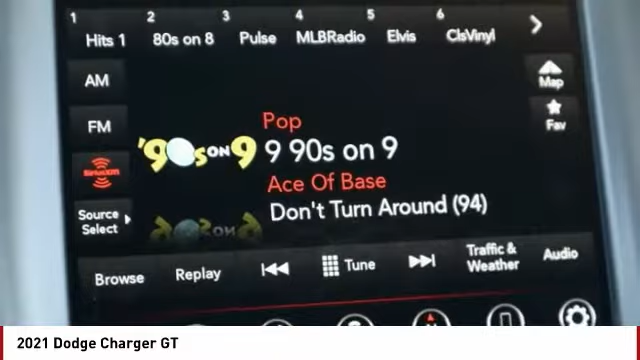 1 2 3 4 5 6
Hits 1 80s on 8 Pulse MLBRadio Elvis ClsVinyl
AM
Map
FM
Fav
Pop
'90s ON 9
9 90s on 9
SiriusXM
Ace Of Base
Don't Turn Around (94)
Source
Select
Browse Replay Tune Traffic &
Weather Audio
2021 Dodge Charger GT